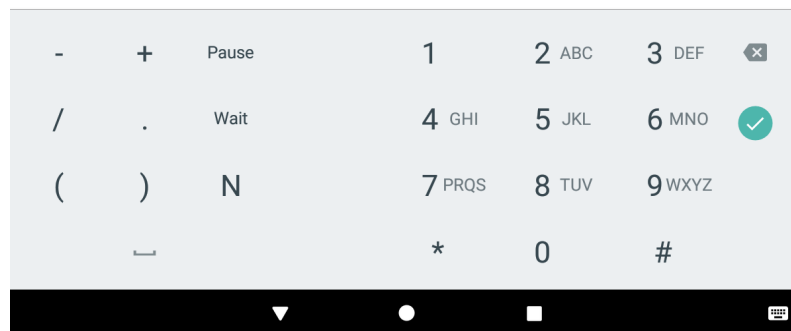 - + Pause 1 2 ABC 3 DEF
/ . Wait 4 GHI 5 JKL 6 MNO
( ) N 7 PRQS 8 TUV 9 WXYZ
* 0 #